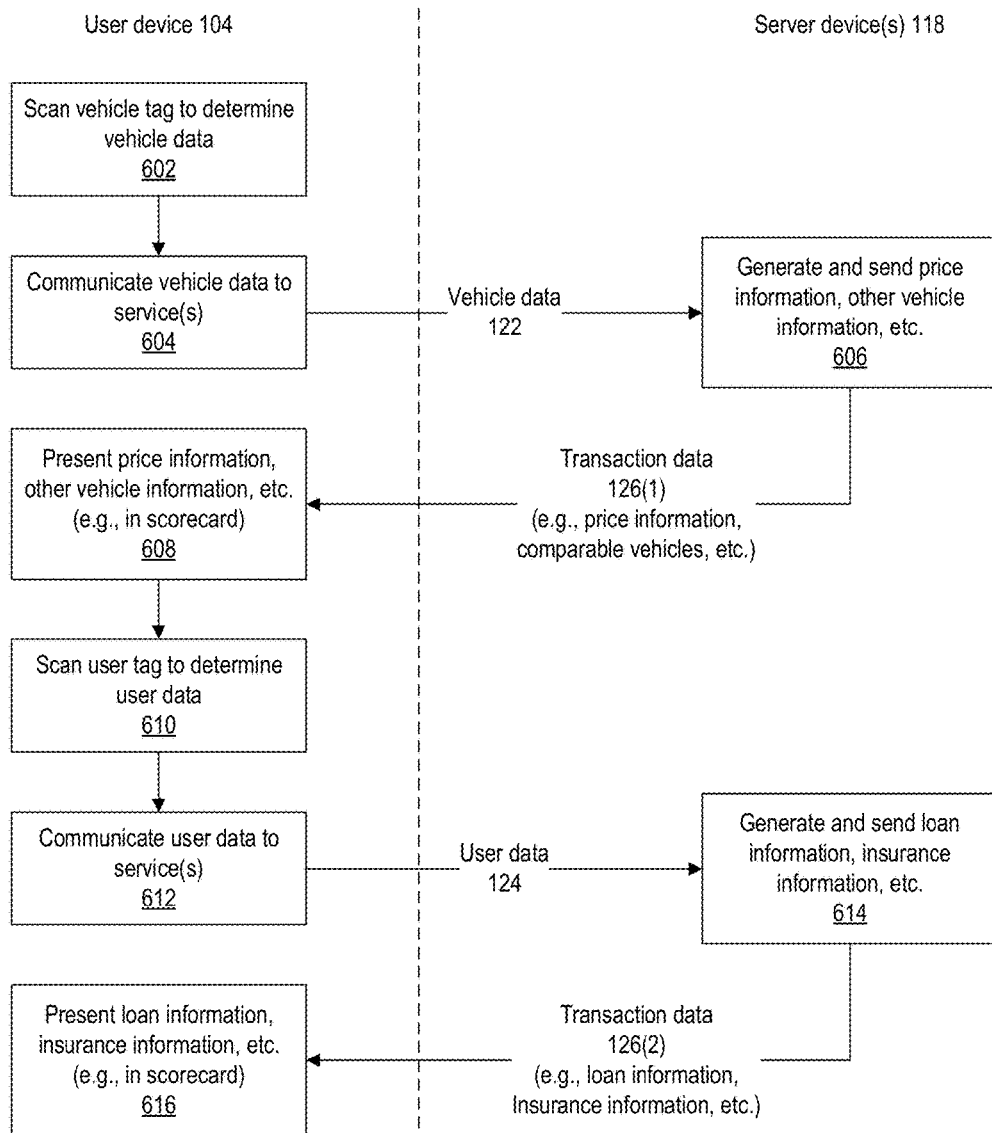 User device 104
Server device(s) 118
Scan vehicle tag to determine
vehicle data
602
Communicate vehicle data to
service(s)
604
Vehicle data
122
Generate and send price
information, other vehicle
information, etc.
606
Present price information,
other vehicle information, etc.
(e.g., in scorecard)
608
Transaction data
126(1)
(e.g., price information,
comparable vehicles, etc.)
Scan user tag to determine
user data
610
Communicate user data to
service(s)
612
User data
124
Generate and send loan
information, insurance
information, etc.
614
Present loan information,
insurance information, etc.
(e.g., in scorecard)
616
Transaction data
126(2)
(e.g., loan information,
Insurance information, etc.)